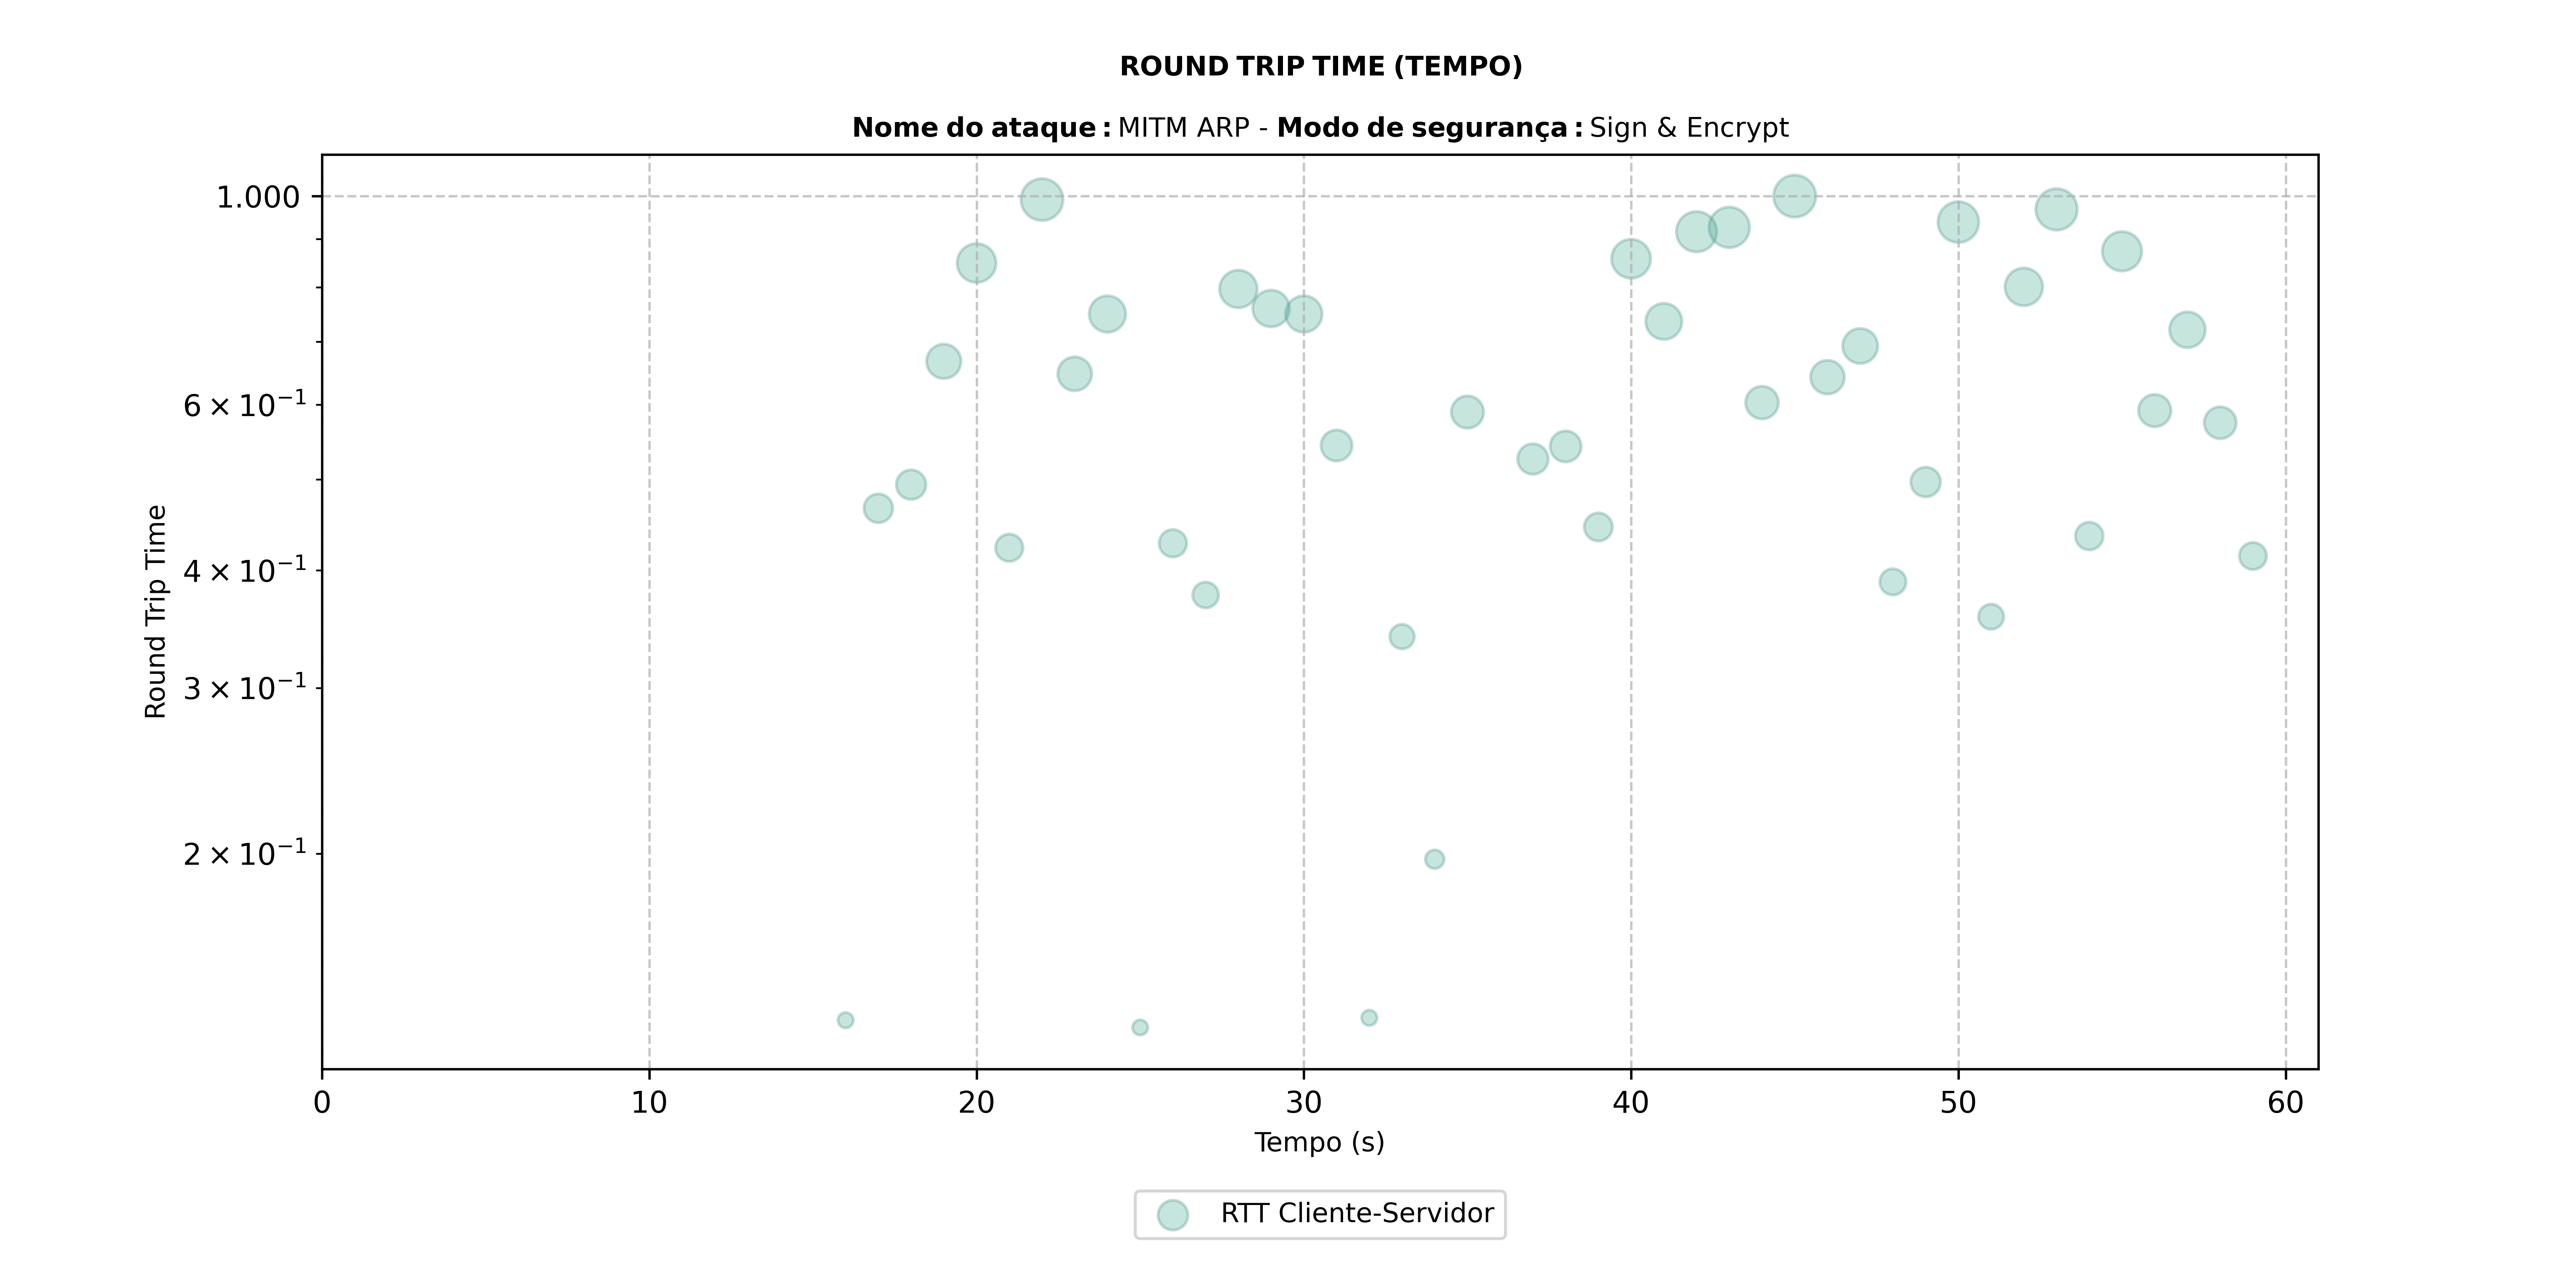 ROUND TRIP TIME (TEMPO)
Nome do ataque : MITM ARP - Modo de segurança : Sign & Encrypt
Round Trip Time
1.000
6 × 10⁻¹
4 × 10⁻¹
3 × 10⁻¹
2 × 10⁻¹
0 10 20 30 40 50 60
Tempo (s)
RTT Cliente-Servidor